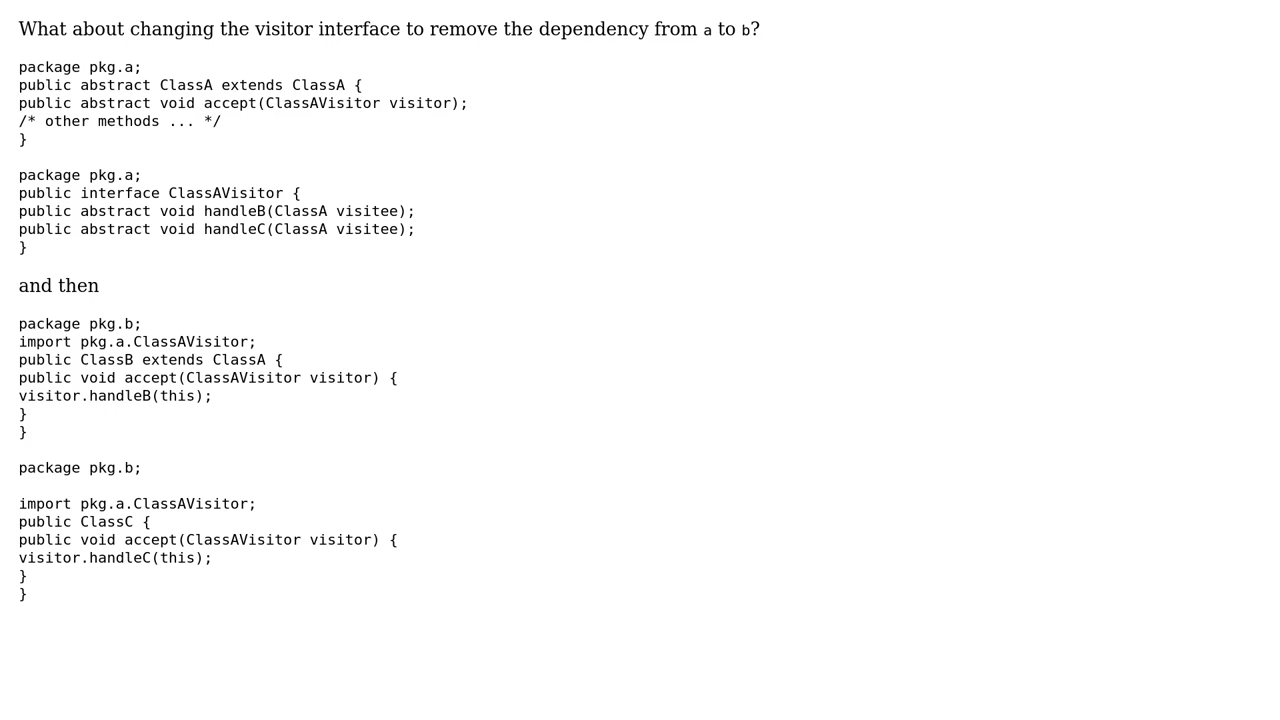 What about changing the visitor interface to remove the dependency from a to b?
package pkg.a;
public abstract ClassA extends ClassA {
public abstract void accept(ClassAVisitor visitor);
/* other methods ... */
}
package pkg.a;
public interface ClassAVisitor {
public abstract void handleB(ClassA visitee);
public abstract void handleC(ClassA visitee);
}
and then
package pkg.b;
import pkg.a.ClassAVisitor;
public ClassB extends ClassA {
public void accept(ClassAVisitor visitor) {
visitor.handleB(this);
}
}
package pkg.b;
import pkg.a.ClassAVisitor;
public ClassC {
public void accept(ClassAVisitor visitor) {
visitor.handleC(this);
}
}